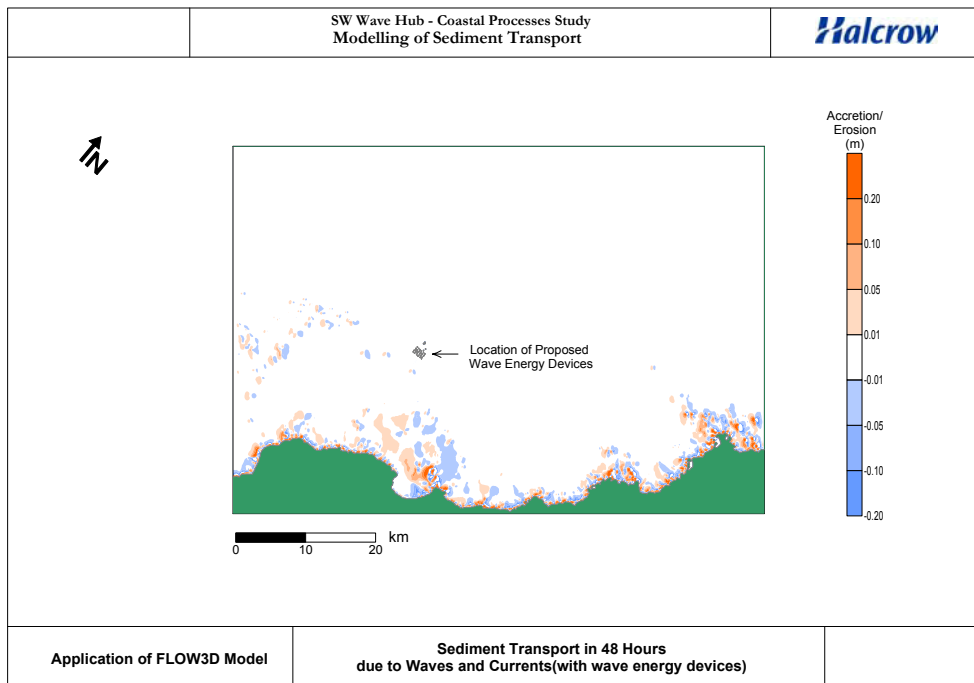 SW Wave Hub - Coastal Processes Study
Modelling of Sediment Transport
Halcrow
N
Accretion/
Erosion
(m)
0.20
0.10
0.05
0.01
-0.01
-0.05
-0.10
-0.20
Location of Proposed
Wave Energy Devices
km
0 10 20
Application of FLOW3D Model
Sediment Transport in 48 Hours
due to Waves and Currents(with wave energy devices)